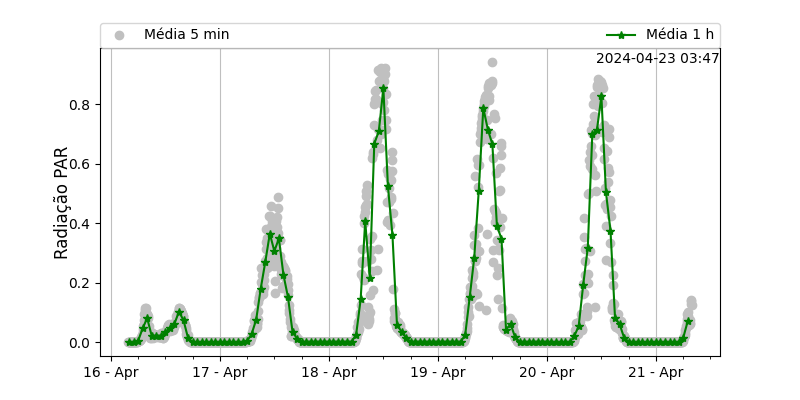 Média 5 min
Média 1 h
2024-04-23 03:47
Radiação PAR
0.8
0.6
0.4
0.2
0.0
16 - Apr
17 - Apr
18 - Apr
19 - Apr
20 - Apr
21 - Apr